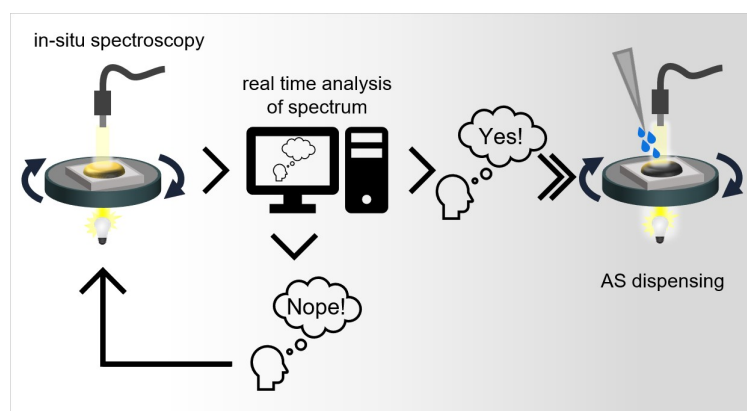 in-situ spectroscopy
real time analysis
of spectrum
Yes!
Nope!
AS dispensing